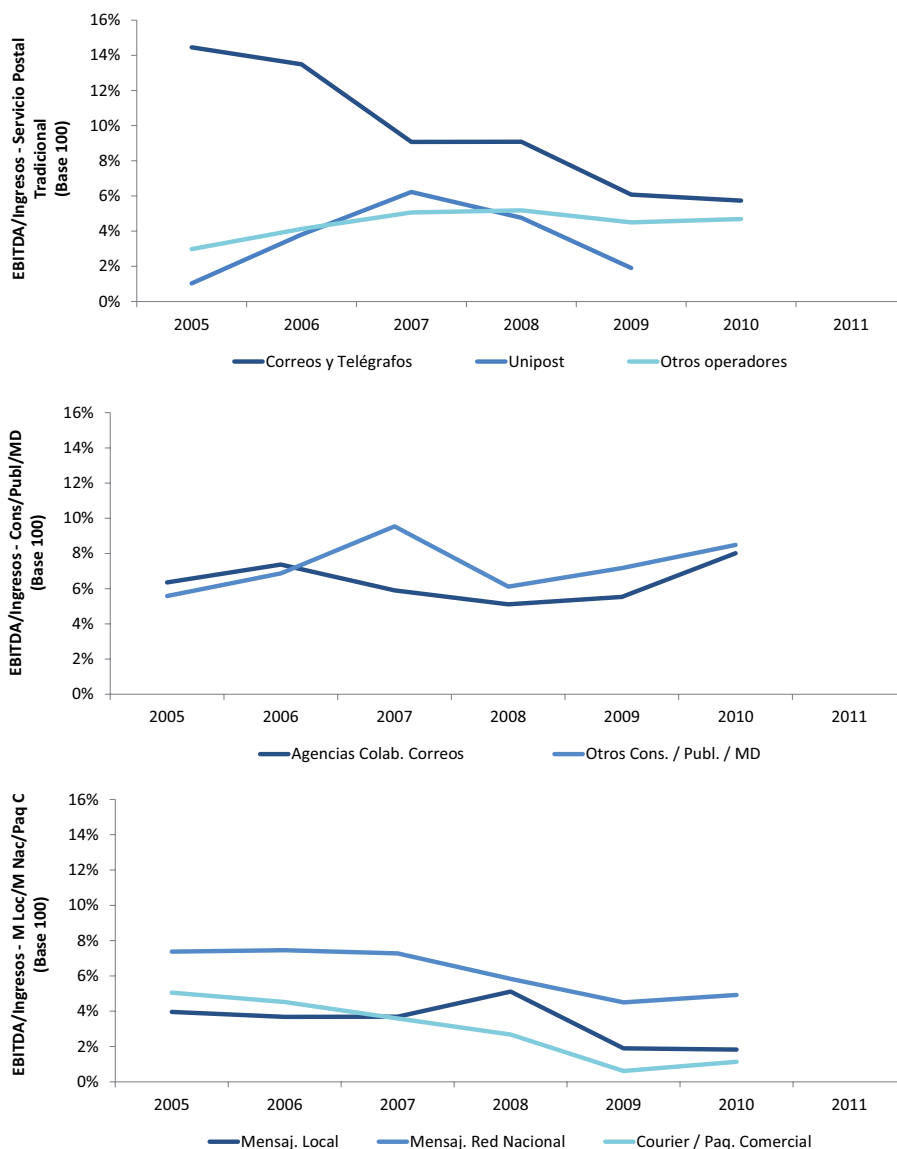 EBITDA/Ingresos - Servicio Postal
Tradicional
(Base 100)
16%
14%
12%
10%
8%
6%
4%
2%
0%
2005 2006 2007 2008 2009 2010 2011
Correos y Telégrafos Unipost Otros operadores
EBITDA/Ingresos - Cons/Publ/MD
(Base 100)
16%
14%
12%
10%
8%
6%
4%
2%
0%
2005 2006 2007 2008 2009 2010 2011
Agencias Colab. Correos Otros Cons. / Publ. / MD
EBITDA/Ingresos - M Loc/M Nac/Paq C
(Base 100)
16%
14%
12%
10%
8%
6%
4%
2%
0%
2005 2006 2007 2008 2009 2010 2011
Mensaj. Local Mensaj. Red Nacional Courier / Paq. Comercial